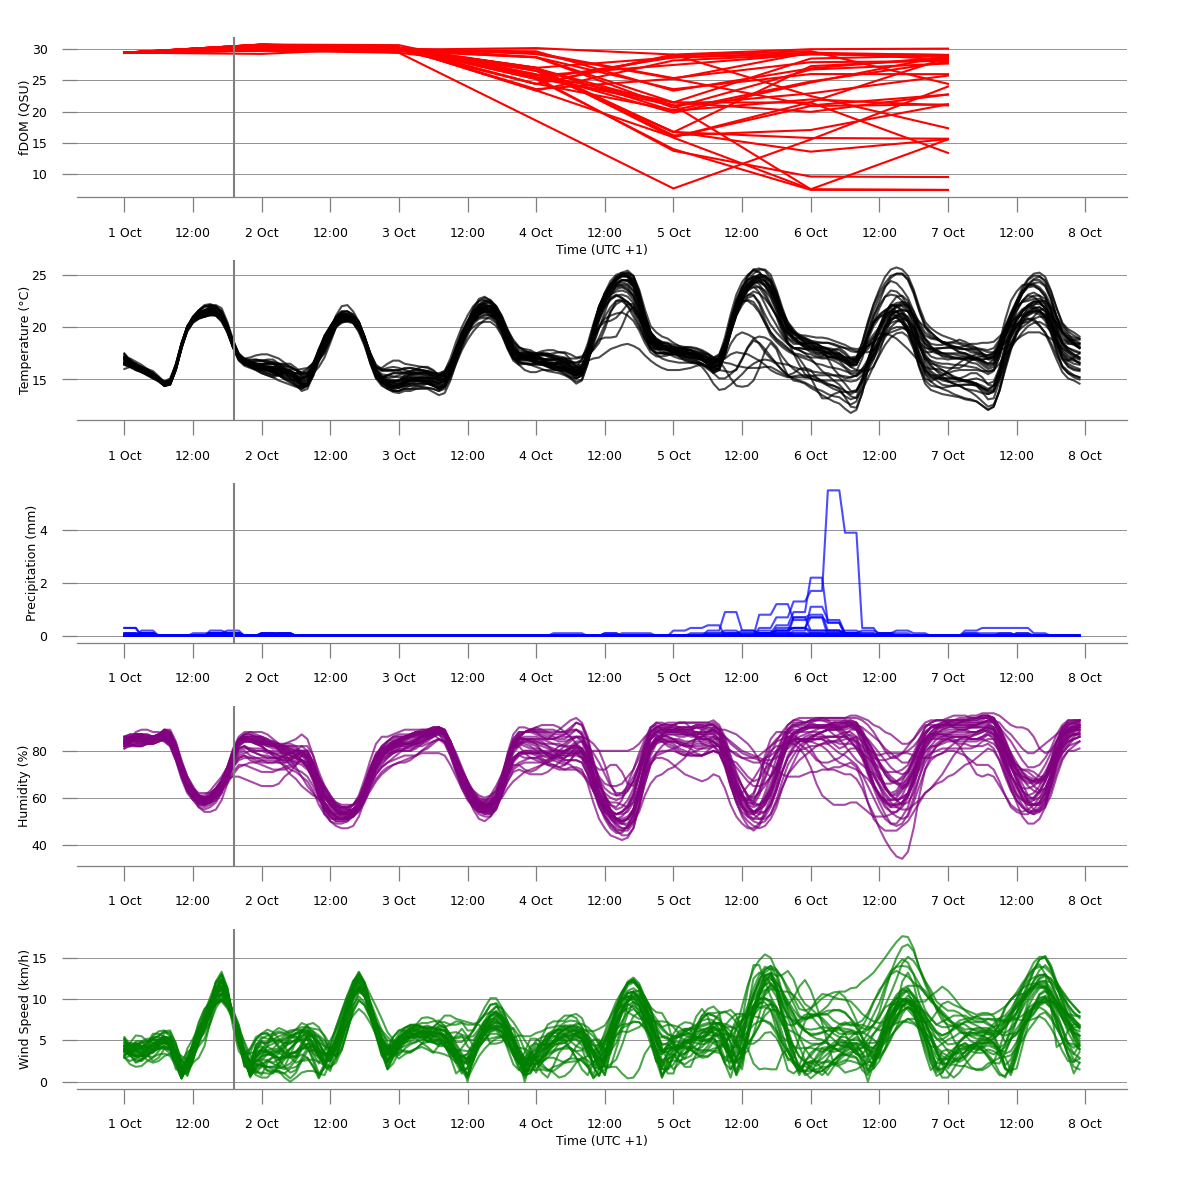 fDOM (QSU)
30
25
20
15
10
1 Oct 12:00 2 Oct 12:00 3 Oct 12:00 4 Oct 12:00 5 Oct 12:00 6 Oct 12:00 7 Oct 12:00 8 Oct
Time (UTC +1)
Temperature (°C)
25
20
15
1 Oct 12:00 2 Oct 12:00 3 Oct 12:00 4 Oct 12:00 5 Oct 12:00 6 Oct 12:00 7 Oct 12:00 8 Oct
Precipitation (mm)
4
2
0
1 Oct 12:00 2 Oct 12:00 3 Oct 12:00 4 Oct 12:00 5 Oct 12:00 6 Oct 12:00 7 Oct 12:00 8 Oct
Humidity (%)
80
60
40
1 Oct 12:00 2 Oct 12:00 3 Oct 12:00 4 Oct 12:00 5 Oct 12:00 6 Oct 12:00 7 Oct 12:00 8 Oct
Wind Speed (km/h)
15
10
5
0
1 Oct 12:00 2 Oct 12:00 3 Oct 12:00 4 Oct 12:00 5 Oct 12:00 6 Oct 12:00 7 Oct 12:00 8 Oct
Time (UTC +1)